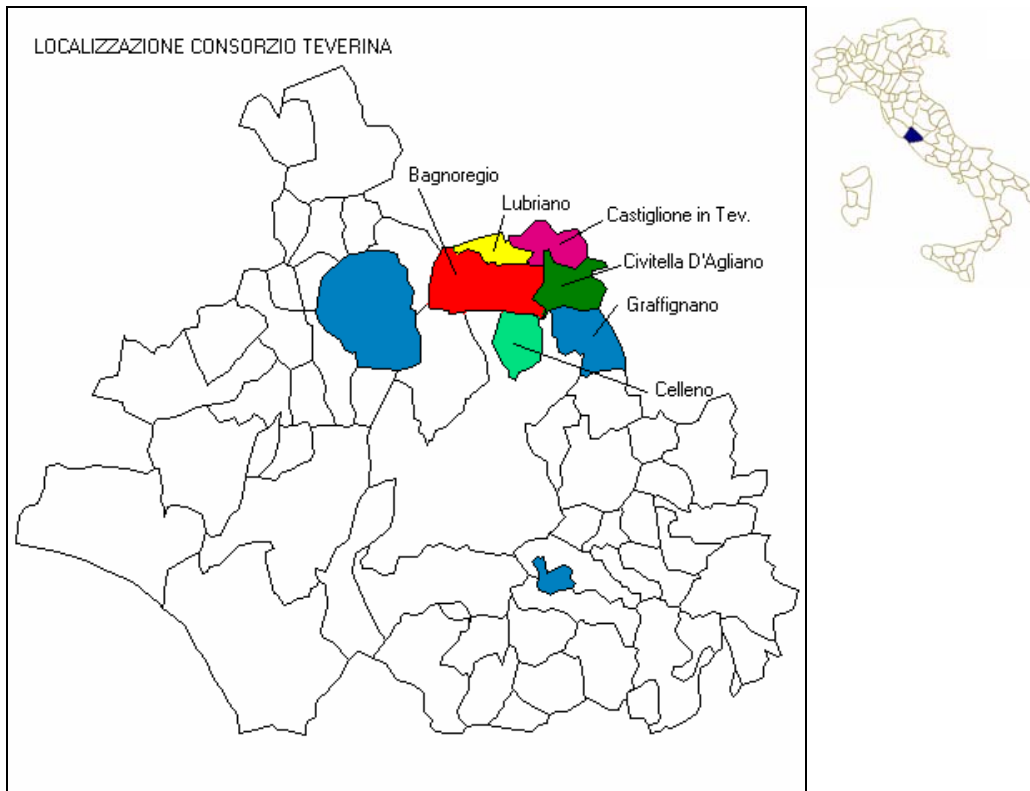 LOCALIZZAZIONE CONSORZIO TEVERINA
Bagnoregio
Lubriano
Castiglione in Tev.
Civitella D'Agliano
Graffignano
Celleno